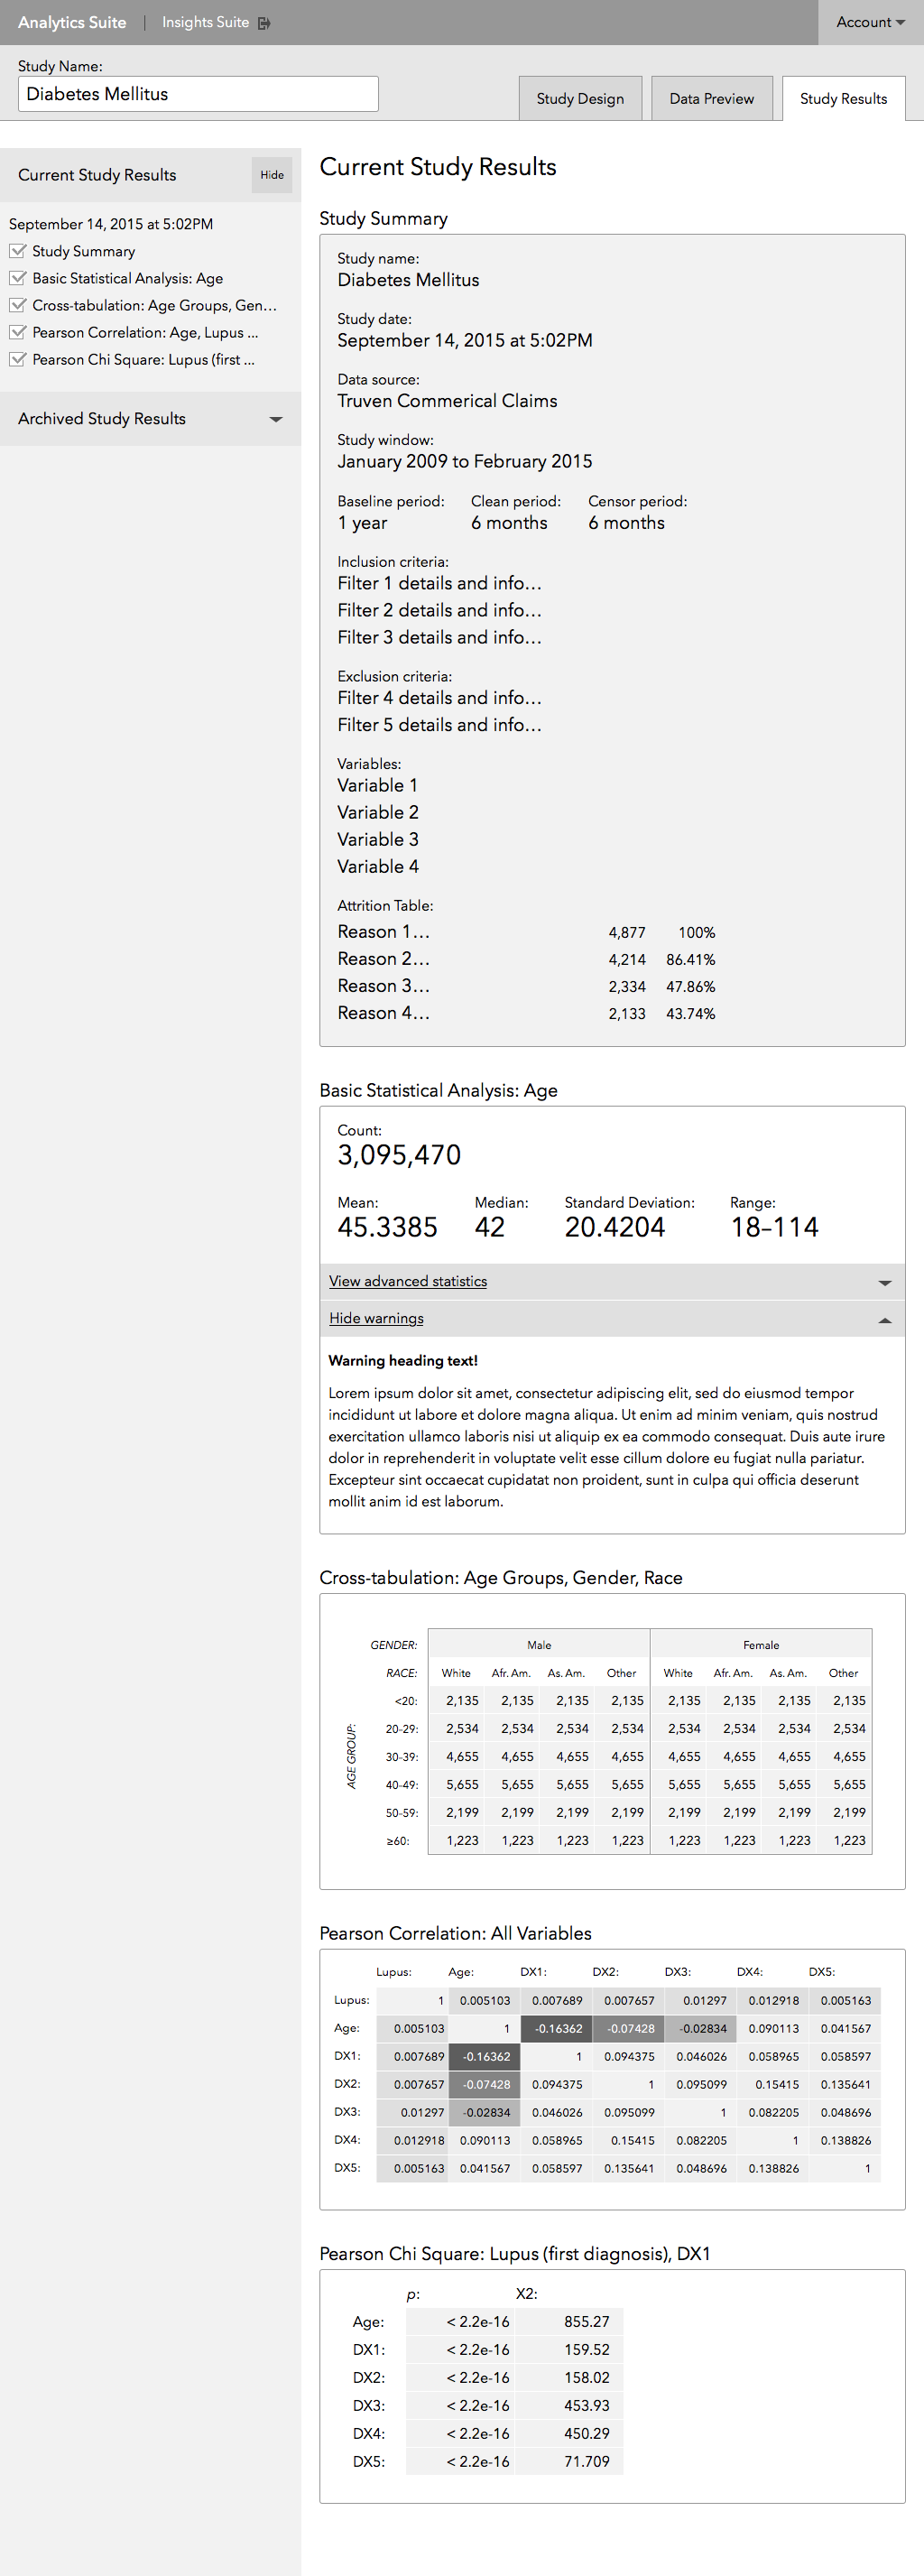 Analytics Suite | Insights Suite Account
Study Name:
Diabetes Mellitus
Study Design Data Preview Study Results
Current Study Results Hide
September 14, 2015 at 5:02PM
Study Summary
Basic Statistical Analysis: Age
Cross-tabulation: Age Groups, Gen...
Pearson Correlation: Age, Lupus ...
Pearson Chi Square: Lupus (first ...
Archived Study Results
Current Study Results
Study Summary
Study name:
Diabetes Mellitus
Study date:
September 14, 2015 at 5:02PM
Data source:
Truven Commerical Claims
Study window:
January 2009 to February 2015
Baseline period: Clean period: Censor period:
1 year 6 months 6 months
Inclusion criteria:
Filter 1 details and info...
Filter 2 details and info...
Filter 3 details and info...
Exclusion criteria:
Filter 4 details and info...
Filter 5 details and info...
Variables:
Variable 1
Variable 2
Variable 3
Variable 4
Attrition Table:
Reason 1... 4,877 100%
Reason 2... 4,214 86.41%
Reason 3... 2,334 47.86%
Reason 4... 2,133 43.74%
Basic Statistical Analysis: Age
Count:
3,095,470
Mean: Median: Standard Deviation: Range:
45.3385 42 20.4204 18–114
View advanced statistics
Hide warnings
Warning heading text!
Lorem ipsum dolor sit amet, consectetur adipiscing elit, sed do eiusmod tempor
incididunt ut labore et dolore magna aliqua. Ut enim ad minim veniam, quis nostrud
exercitation ullamco laboris nisi ut aliquip ex ea commodo consequat. Duis aute irure
dolor in reprehenderit in voluptate velit esse cillum dolore eu fugiat nulla pariatur.
Excepteur sint occaecat cupidatat non proident, sunt in culpa qui officia deserunt
mollit anim id est laborum.
Cross-tabulation: Age Groups, Gender, Race
GENDER: Male Female
RACE: White Afr. Am. As. Am. Other White Afr. Am. As. Am. Other
AGE GROUP:
<20: 2,135 2,135 2,135 2,135 2,135 2,135 2,135 2,135
20-29: 2,534 2,534 2,534 2,534 2,534 2,534 2,534 2,534
30-39: 4,655 4,655 4,655 4,655 4,655 4,655 4,655 4,655
40-49: 5,655 5,655 5,655 5,655 5,655 5,655 5,655 5,655
50-59: 2,199 2,199 2,199 2,199 2,199 2,199 2,199 2,199
≥60: 1,223 1,223 1,223 1,223 1,223 1,223 1,223 1,223
Pearson Correlation: All Variables
Lupus: Age: DX1: DX2: DX3: DX4: DX5:
Lupus: 1 0.005103 0.007689 0.007657 0.01297 0.012918 0.005163
Age: 0.005103 1 -0.16362 -0.07428 -0.02834 0.090113 0.041567
DX1: 0.007689 -0.16362 1 0.094375 0.046026 0.058965 0.058597
DX2: 0.007657 -0.07428 0.094375 1 0.095099 0.15415 0.135641
DX3: 0.01297 -0.02834 0.046026 0.095099 1 0.082205 0.048696
DX4: 0.012918 0.090113 0.058965 0.15415 0.082205 1 0.138826
DX5: 0.005163 0.041567 0.058597 0.135641 0.048696 0.138826 1
Pearson Chi Square: Lupus (first diagnosis), DX1
p: X2:
Age: < 2.2e-16 855.27
DX1: < 2.2e-16 159.52
DX2: < 2.2e-16 158.02
DX3: < 2.2e-16 453.93
DX4: < 2.2e-16 450.29
DX5: < 2.2e-16 71.709